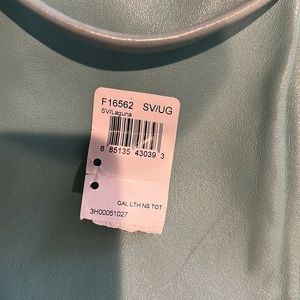 F16562 SV/UG
SV/Laguna
8 85135 43039 3
GAL LTH NS TOT
3H00051027